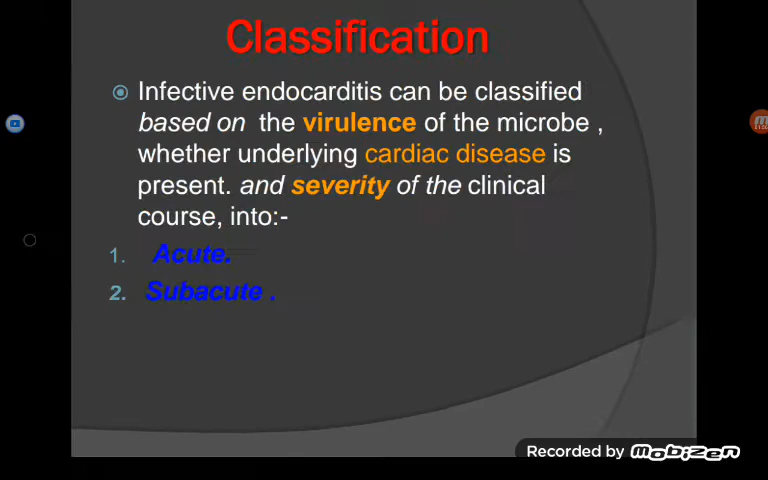 Classification
Infective endocarditis can be classified
based on the virulence of the microbe ,
whether underlying cardiac disease is
present. and severity of the clinical
course, into:-
1. Acute.
2. Subacute .
Recorded by mobizen